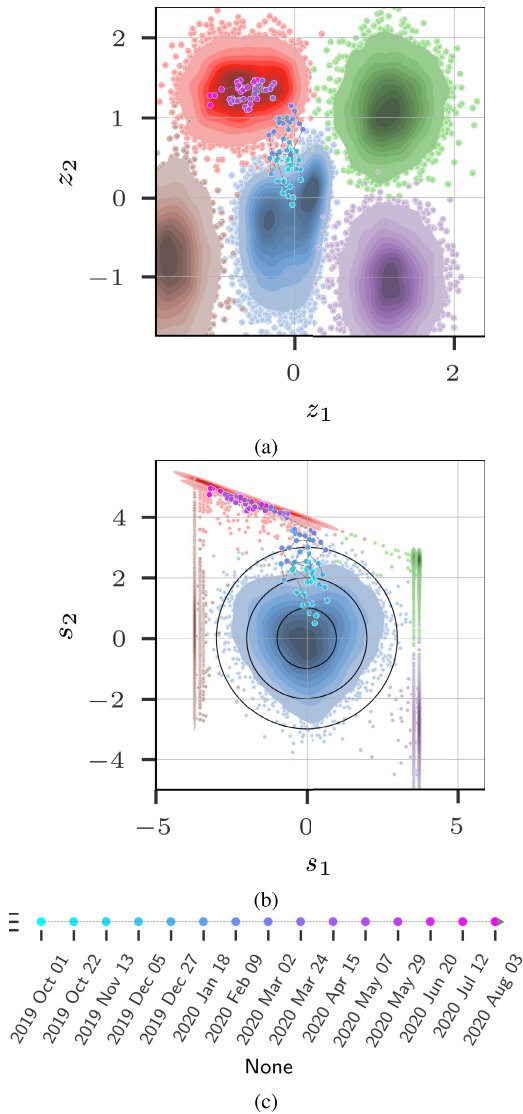 2
1
0
−1
z2
0
2
z1
(a)
4
2
0
−2
−4
s2
−5
0
5
s1
(b)
2019 Oct 01
2019 Oct 22
2019 Nov 13
2019 Dec 05
2019 Dec 27
2020 Jan 18
2020 Feb 09
2020 Mar 02
2020 Mar 24
2020 Apr 15
2020 May 07
2020 May 29
2020 Jun 20
2020 Jul 12
2020 Aug 03
None
(c)